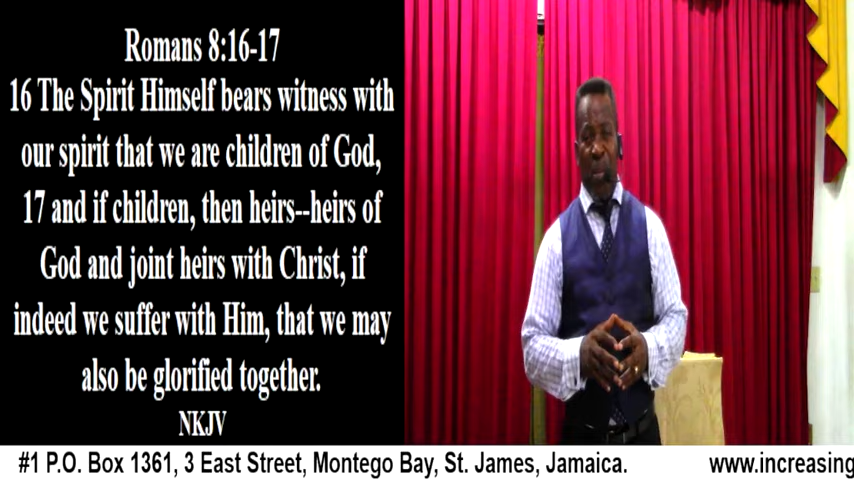 Romans 8:16-17
16 The Spirit Himself bears witness with
our spirit that we are children of God,
17 and if children, then heirs--heirs of
God and joint heirs with Christ, if
indeed we suffer with Him, that we may
also be glorified together.
NKJV
#1 P.O. Box 1361, 3 East Street, Montego Bay, St. James, Jamaica. www.increasing